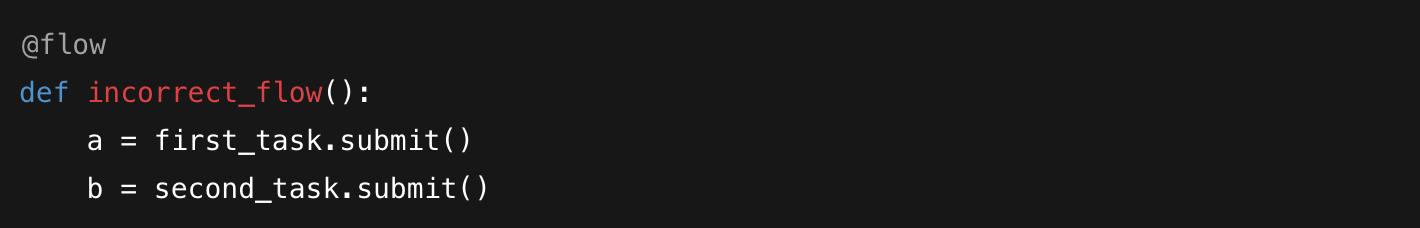 @flow
def incorrect_flow():
    a = first_task.submit()
    b = second_task.submit()